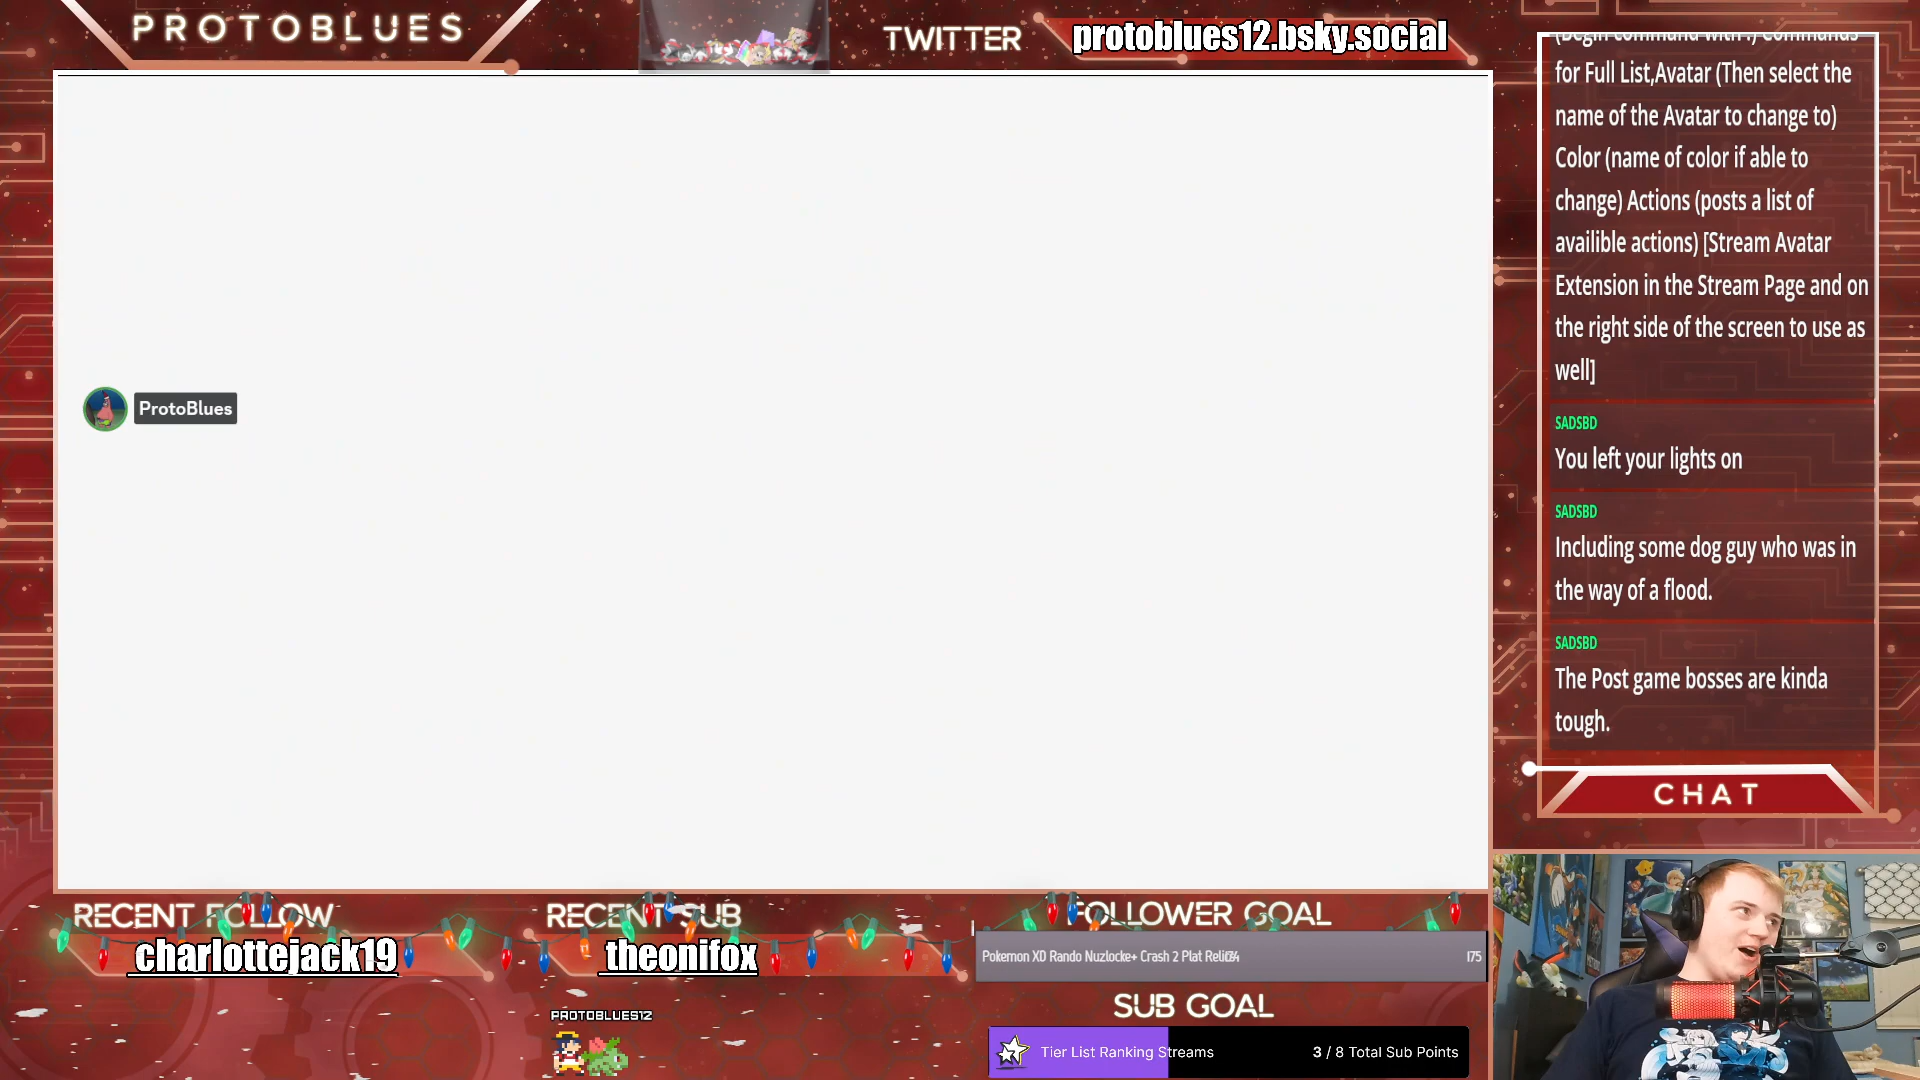 PROTOBLUES
TWITTER
protoblues12.bsky.social
(Begin command with !) Commands
for Full List,Avatar (Then select the
name of the Avatar to change to)
Color (name of color if able to
change) Actions (posts a list of
availible actions) [Stream Avatar
Extension in the Stream Page and on
the right side of the screen to use as
well]
SADSBD
You left your lights on
SADSBD
Including some dog guy who was in
the way of a flood.
SADSBD
The Post game bosses are kinda
tough.
CHAT
ProtoBlues
RECENT FOLLOW
charlottejack19
RECENT SUB
theonifox
FOLLOWER GOAL
Pokemon XD Rando Nuzlocke+ Crash 2 Plat Relic
175
SUB GOAL
Tier List Ranking Streams
3 / 8 Total Sub Points
PROTOBLUES12